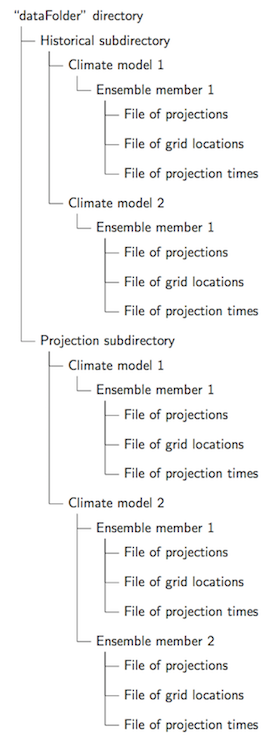 “dataFolder” directory
Historical subdirectory
Climate model 1
Ensemble member 1
File of projections
File of grid locations
File of projection times
Climate model 2
Ensemble member 1
File of projections
File of grid locations
File of projection times
Projection subdirectory
Climate model 1
Ensemble member 1
File of projections
File of grid locations
File of projection times
Climate model 2
Ensemble member 1
File of projections
File of grid locations
File of projection times
Ensemble member 2
File of projections
File of grid locations
File of projection times